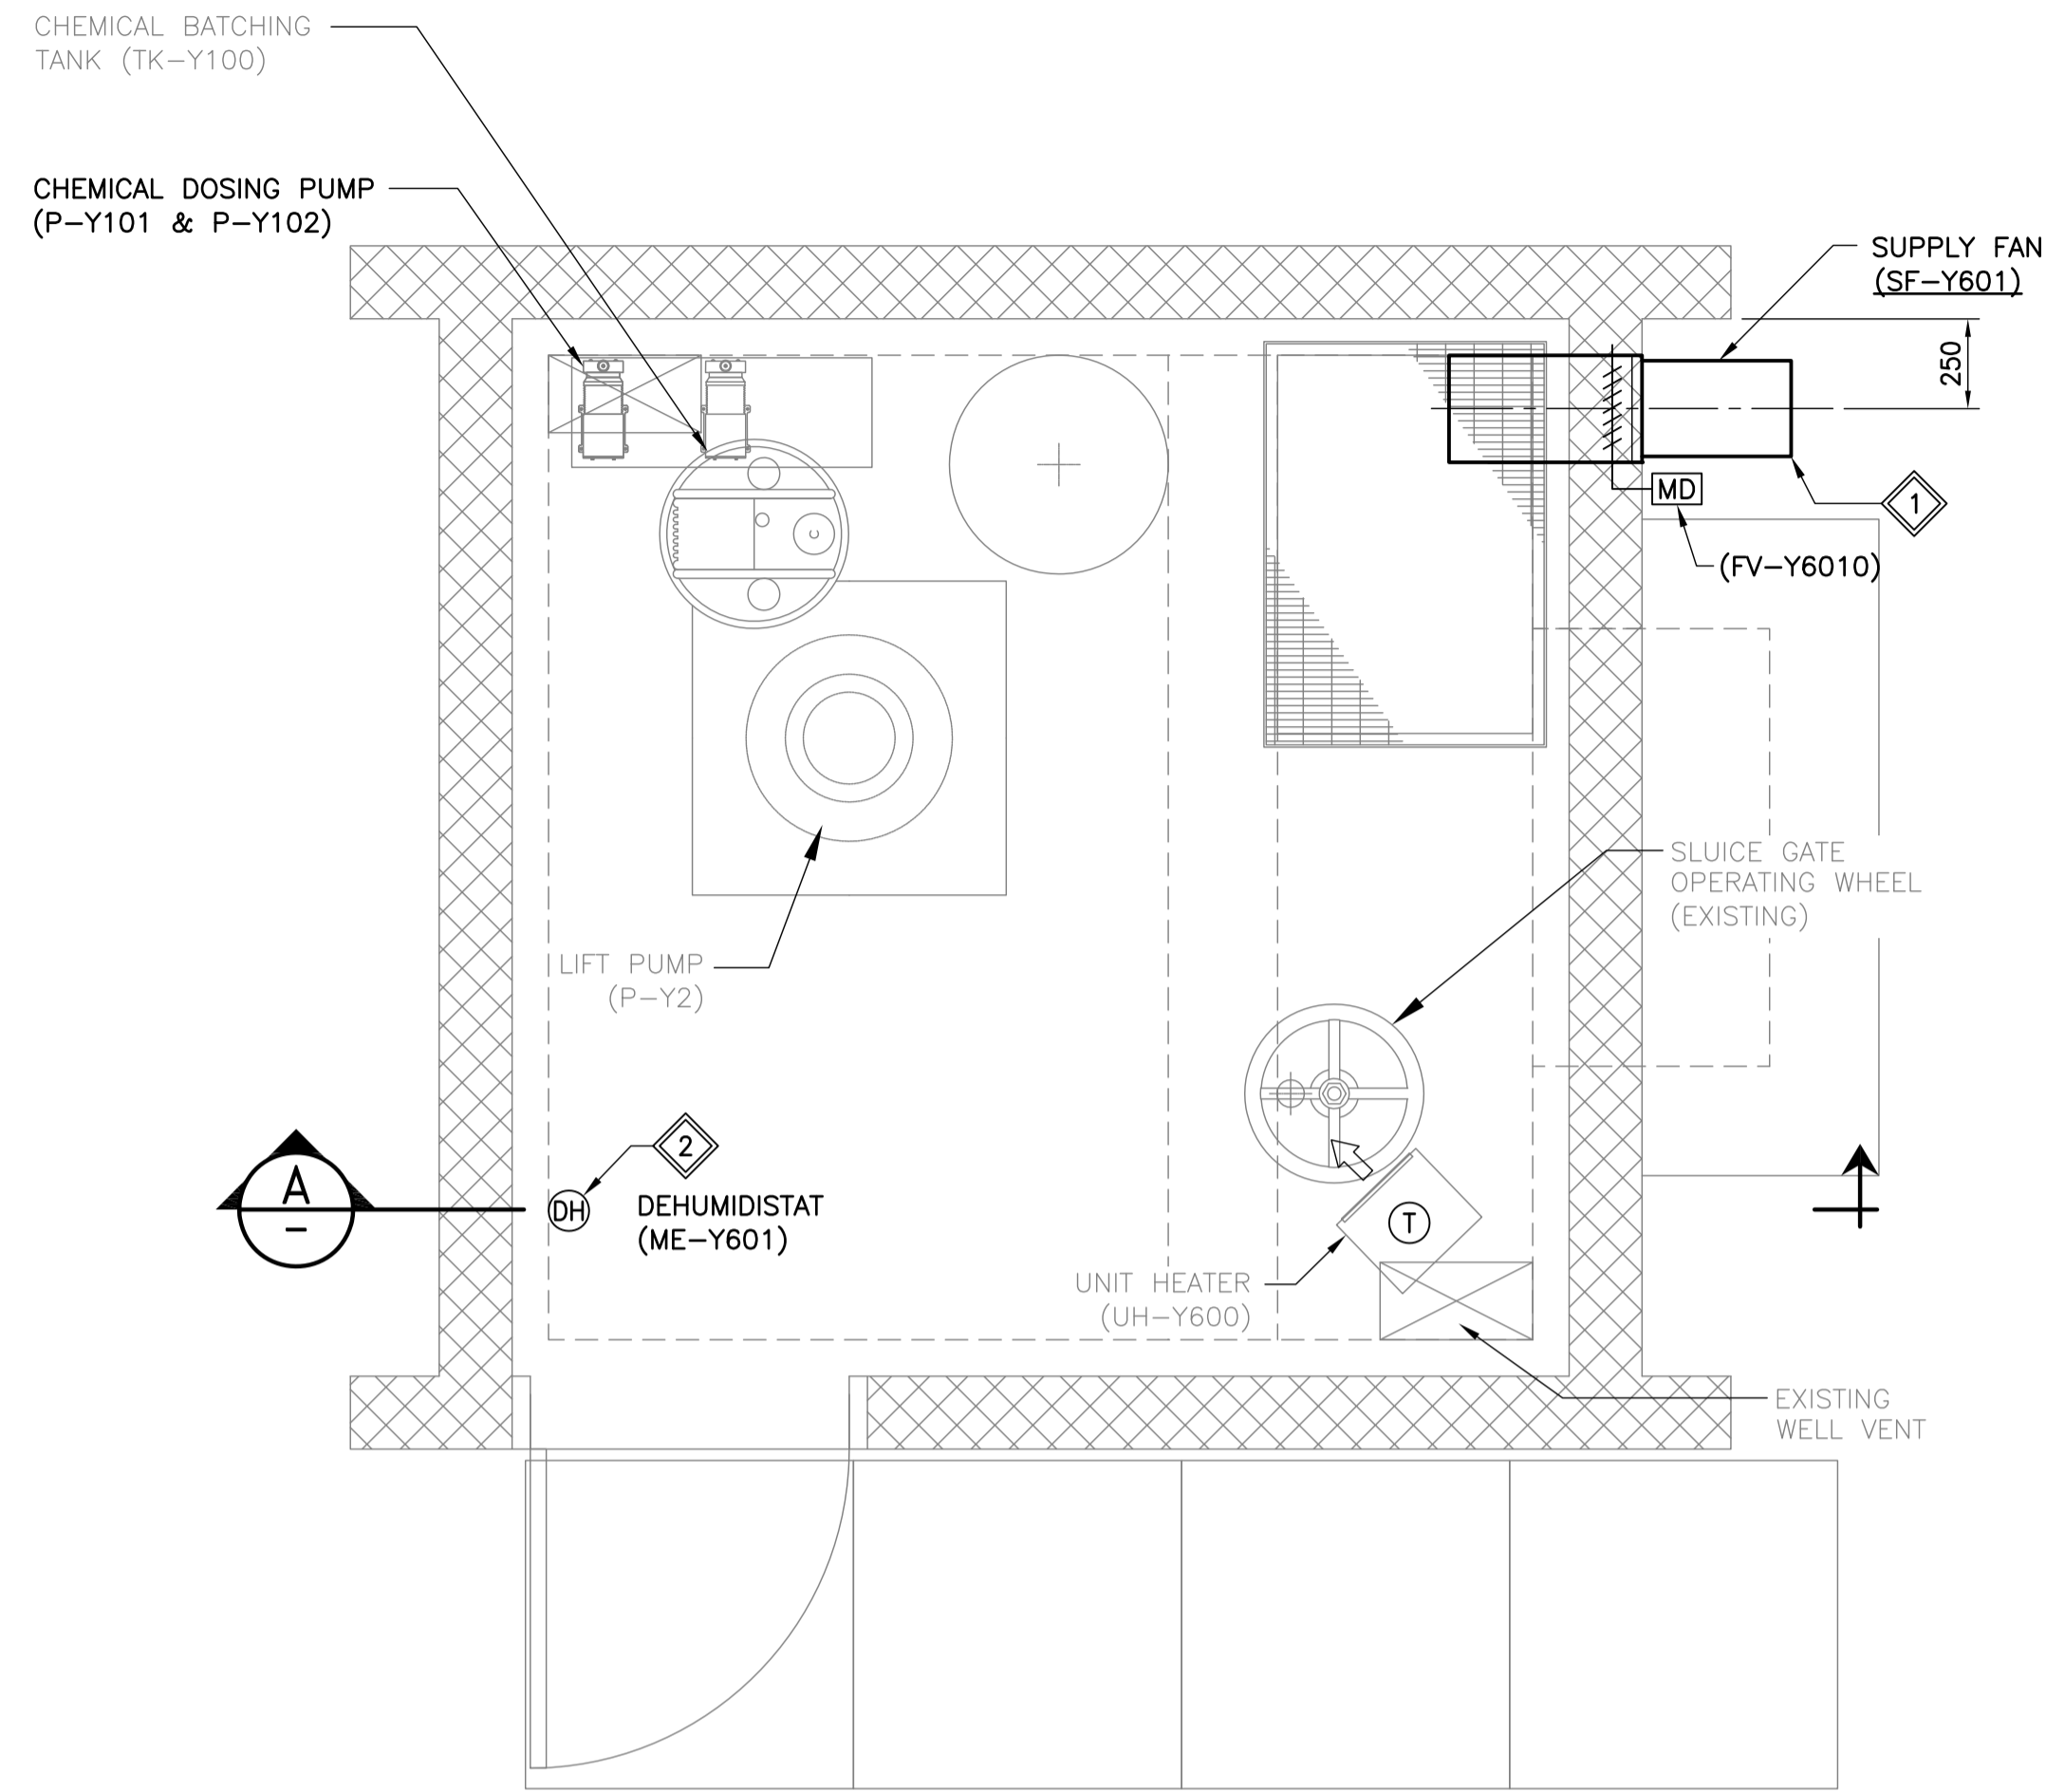 CHEMICAL BATCHING
TANK (TK-Y100)
CHEMICAL DOSING PUMP
(P-Y101 & P-Y102)
SUPPLY FAN
(SF-Y601)
250
MD
1
(FV-Y6010)
SLUICE GATE
OPERATING WHEEL
(EXISTING)
LIFT PUMP
(P-Y2)
2
A
-
DH
DEHUMIDISTAT
(ME-Y601)
T
UNIT HEATER
(UH-Y600)
EXISTING
WELL VENT